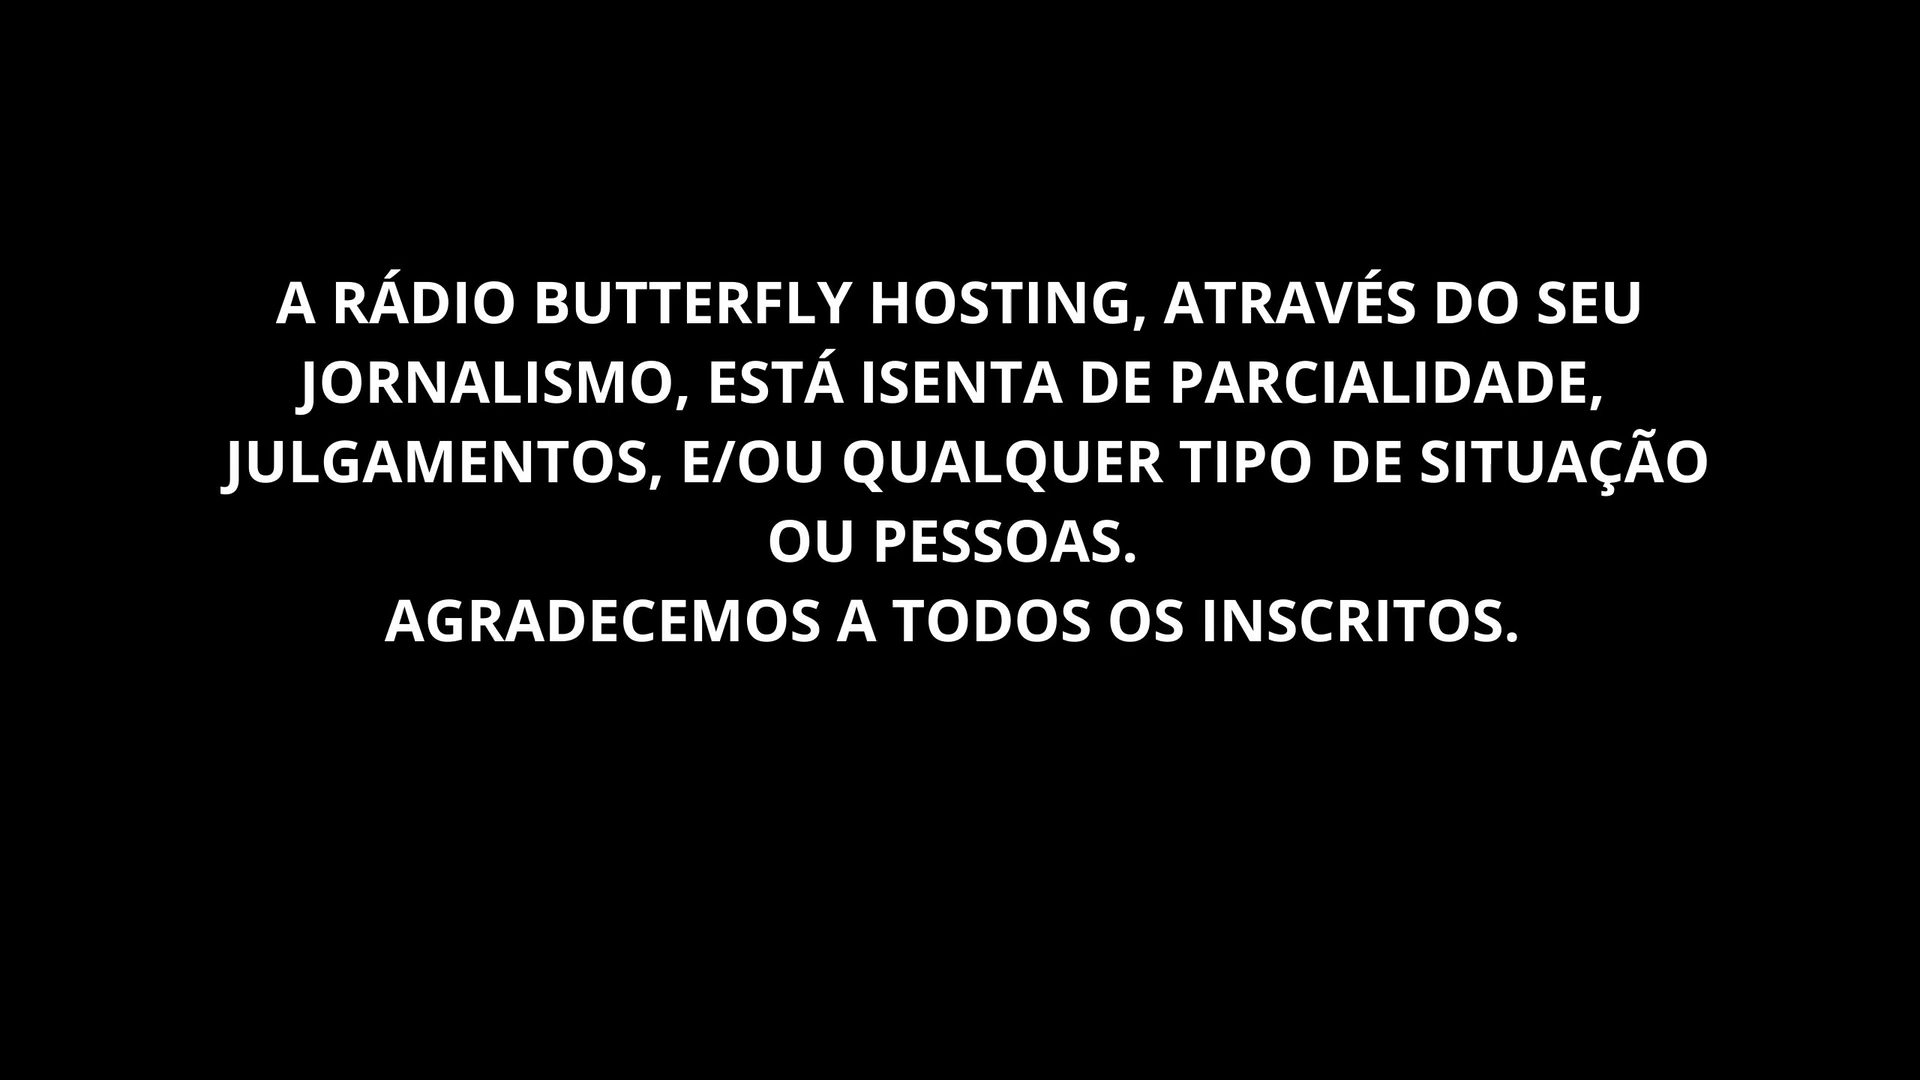 A RÁDIO BUTTERFLY HOSTING, ATRAVÉS DO SEU
JORNALISMO, ESTÁ ISENTA DE PARCIALIDADE,
JULGAMENTOS, E/OU QUALQUER TIPO DE SITUAÇÃO
OU PESSOAS.
AGRADECEMOS A TODOS OS INSCRITOS.